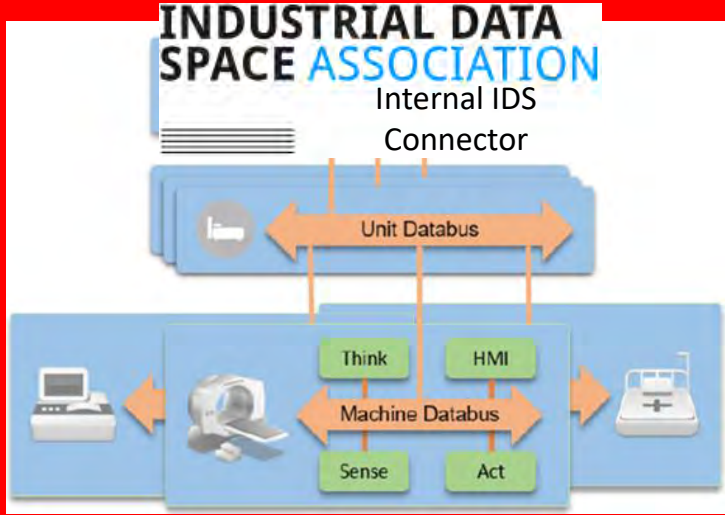 INDUSTRIAL DATA
SPACE ASSOCIATION
Internal IDS
Connector
Unit Databus
Think
HMI
Machine Databus
Sense
Act